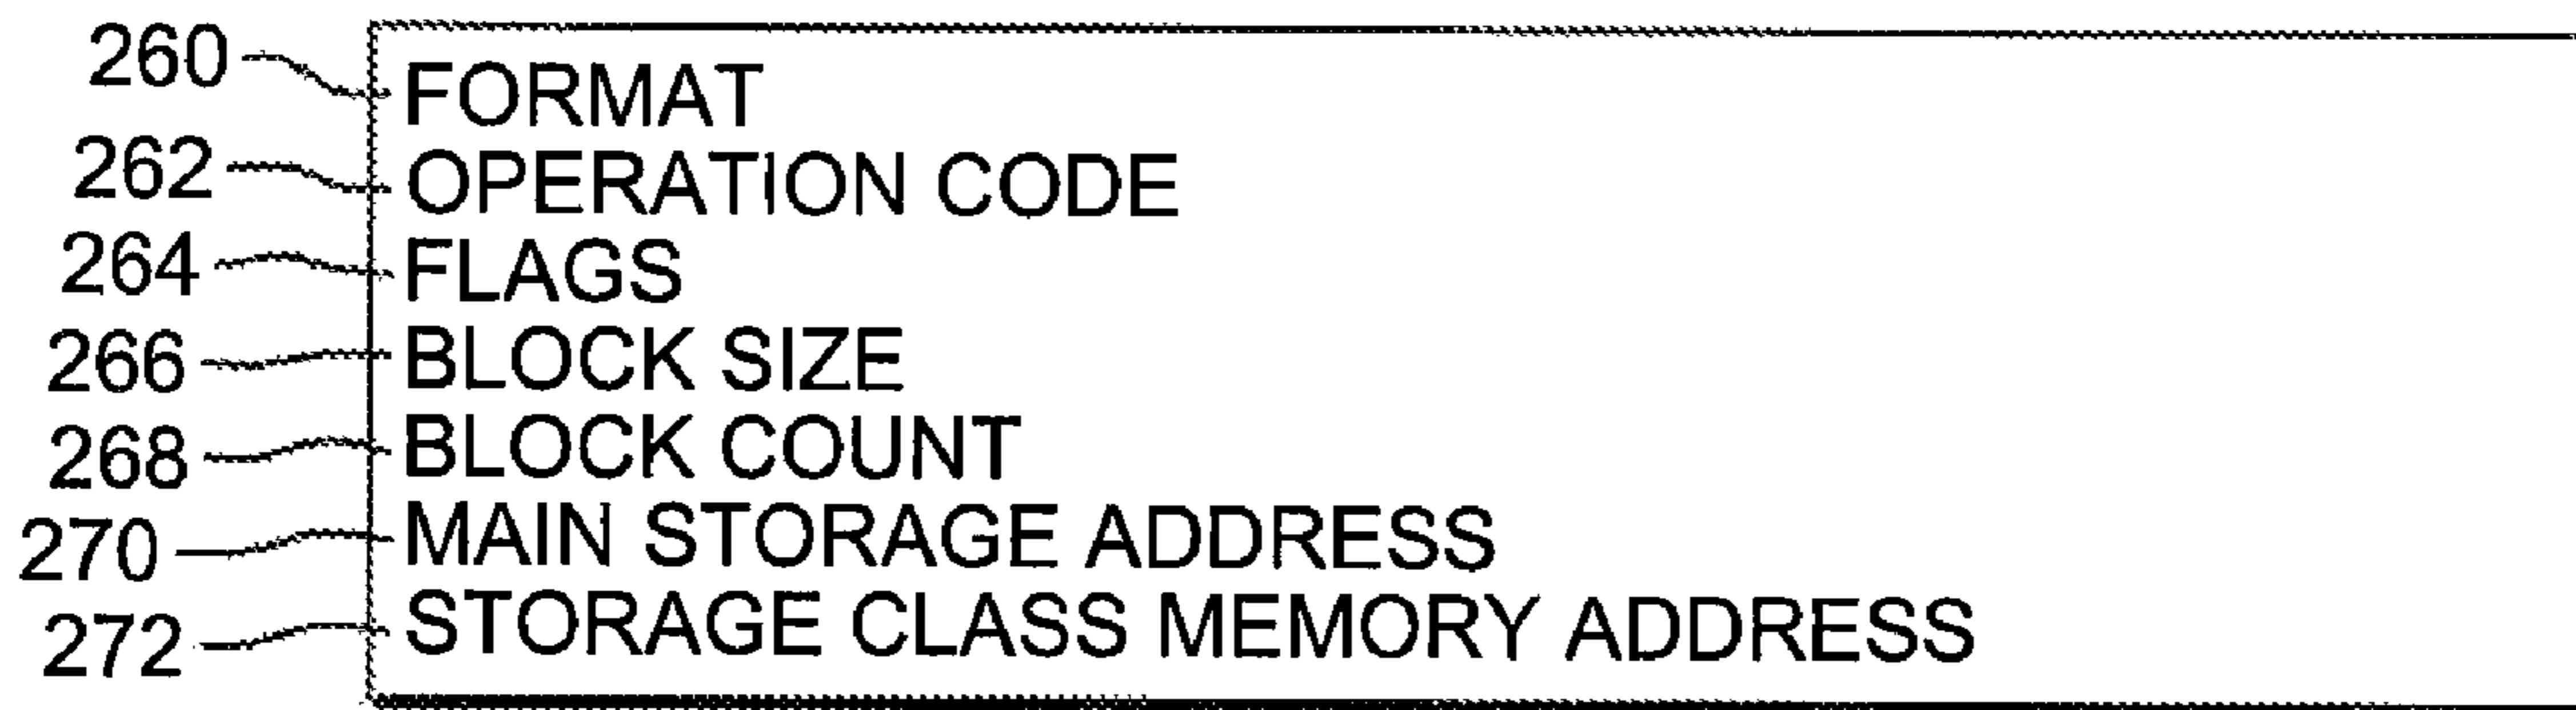 260 FORMAT
262 OPERATION CODE
264 FLAGS
266 BLOCK SIZE
268 BLOCK COUNT
270 MAIN STORAGE ADDRESS
272 STORAGE CLASS MEMORY ADDRESS